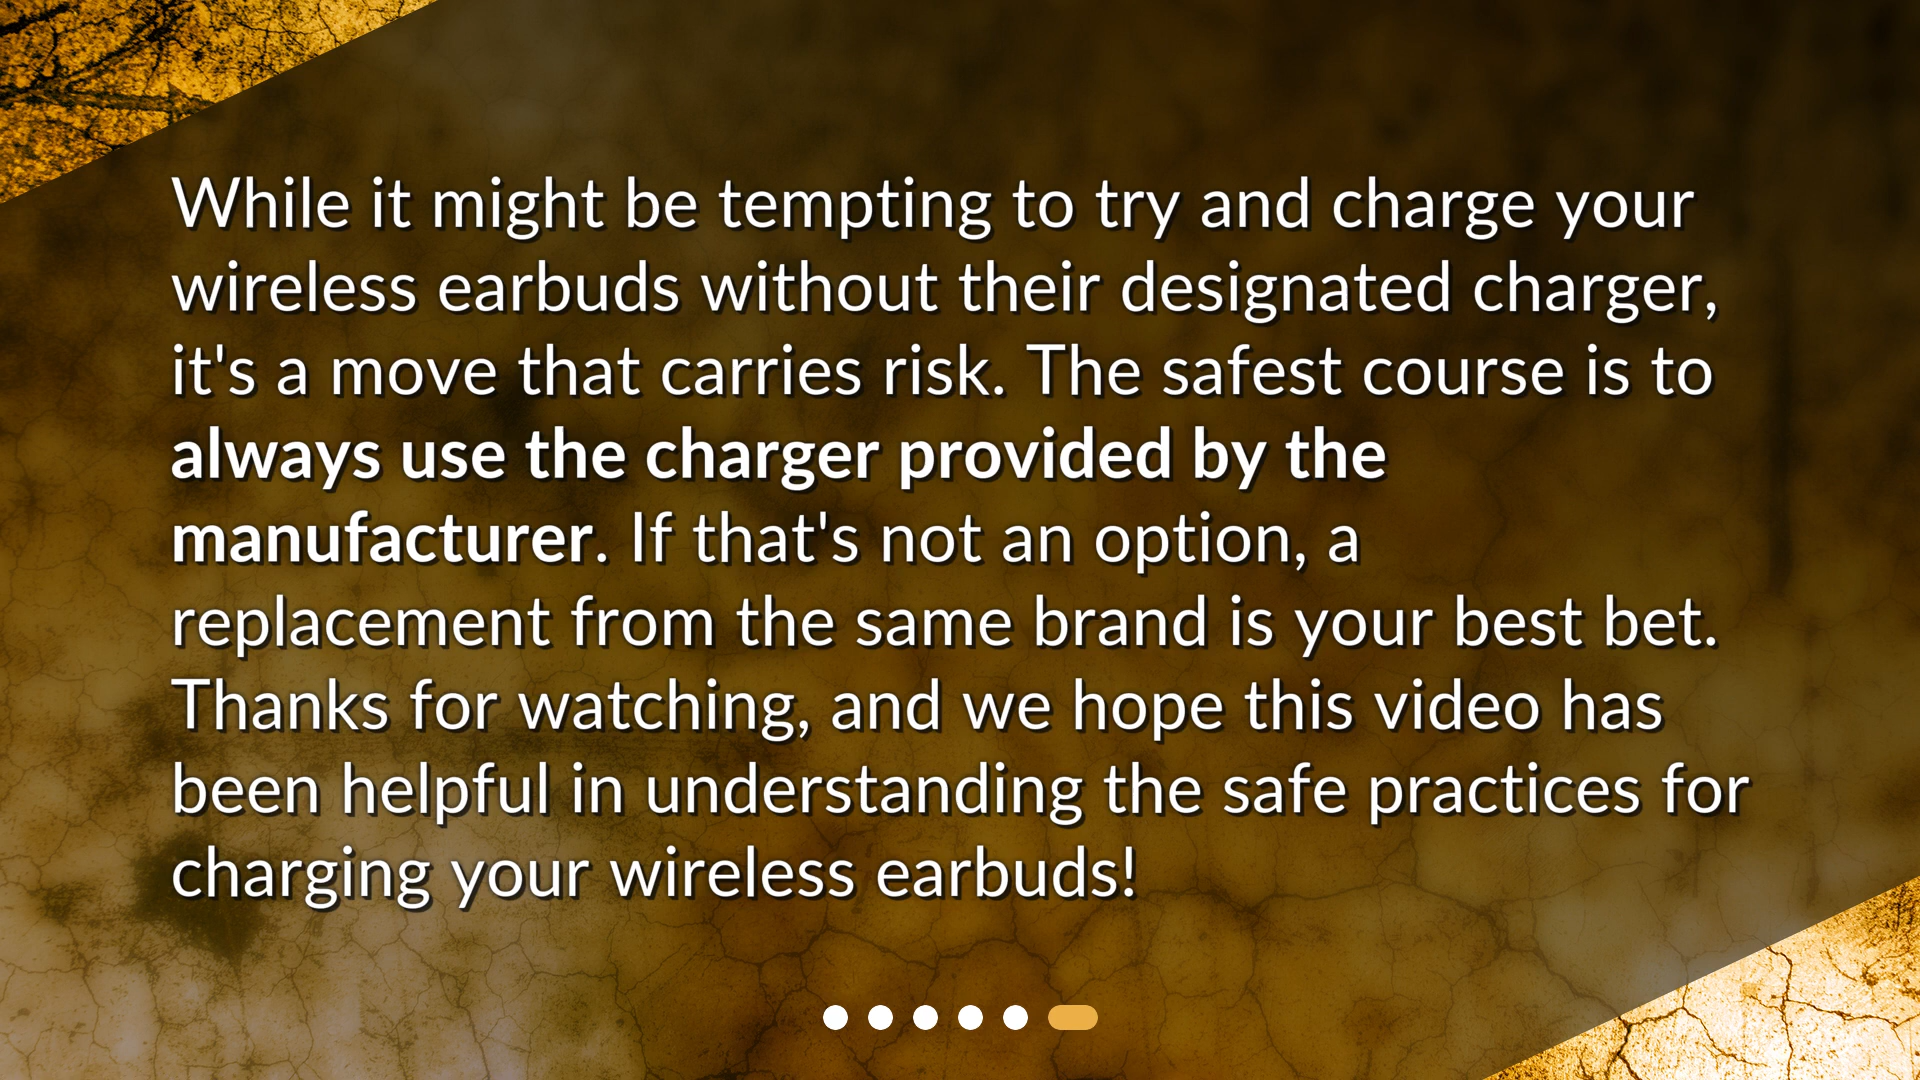 While it might be tempting to try and charge your
wireless earbuds without their designated charger,
it's a move that carries risk. The safest course is to
always use the charger provided by the
manufacturer. If that's not an option, a
replacement from the same brand is your best bet.
Thanks for watching, and we hope this video has
been helpful in understanding the safe practices for
charging your wireless earbuds!